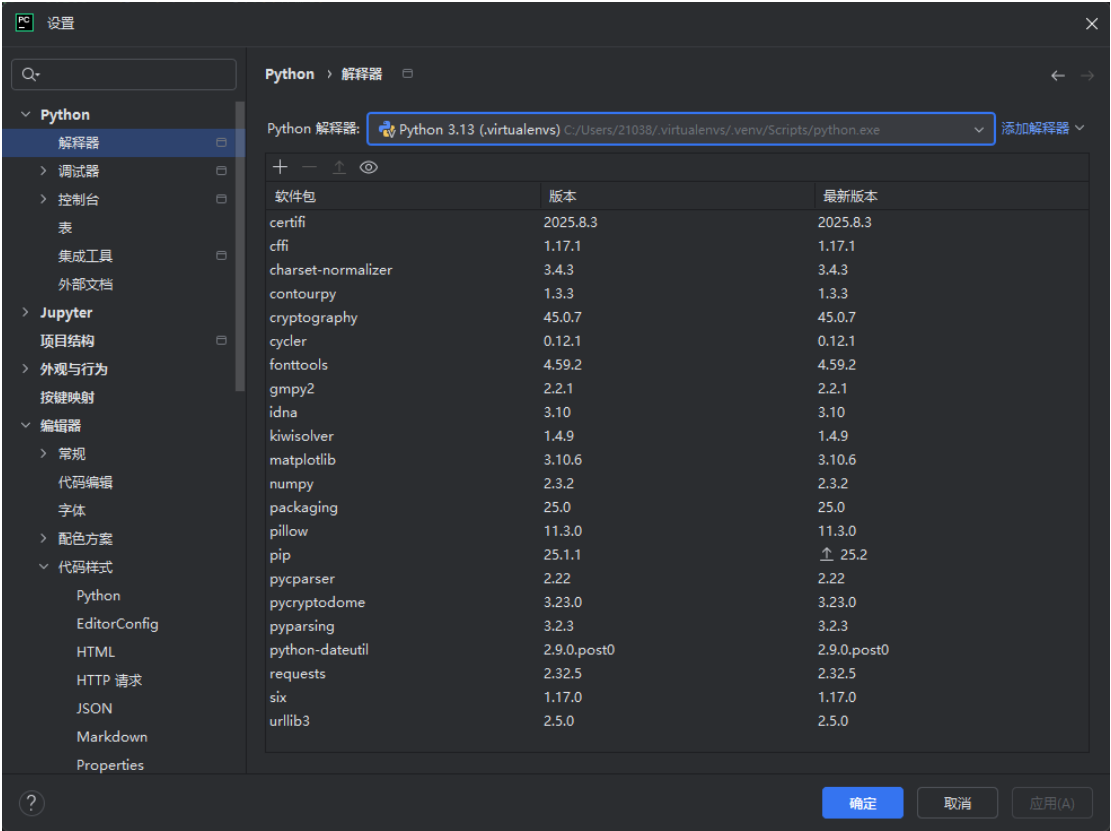 PC 设置
Python › 解释器
Python
解释器
调试器
控制台
表
集成工具
外部文档
Jupyter
项目结构
外观与行为
按键映射
编辑器
常规
代码编辑
字体
配色方案
代码样式
Python
EditorConfig
HTML
HTTP 请求
JSON
Markdown
Properties
Python 解释器: Python 3.13 (.virtualenvs) C:/Users/21038/.virtualenvs/.venv/Scripts/python.exe 添加解释器
软件包 版本 最新版本
certifi 2025.8.3 2025.8.3
cffi 1.17.1 1.17.1
charset-normalizer 3.4.3 3.4.3
contourpy 1.3.3 1.3.3
cryptography 45.0.7 45.0.7
cycler 0.12.1 0.12.1
fonttools 4.59.2 4.59.2
gmpy2 2.2.1 2.2.1
idna 3.10 3.10
kiwisolver 1.4.9 1.4.9
matplotlib 3.10.6 3.10.6
numpy 2.3.2 2.3.2
packaging 25.0 25.0
pillow 11.3.0 11.3.0
pip 25.1.1 25.2
pycparser 2.22 2.22
pycryptodome 3.23.0 3.23.0
pyparsing 3.2.3 3.2.3
python-dateutil 2.9.0.post0 2.9.0.post0
requests 2.32.5 2.32.5
six 1.17.0 1.17.0
urllib3 2.5.0 2.5.0
? 确定 取消 应用(A)